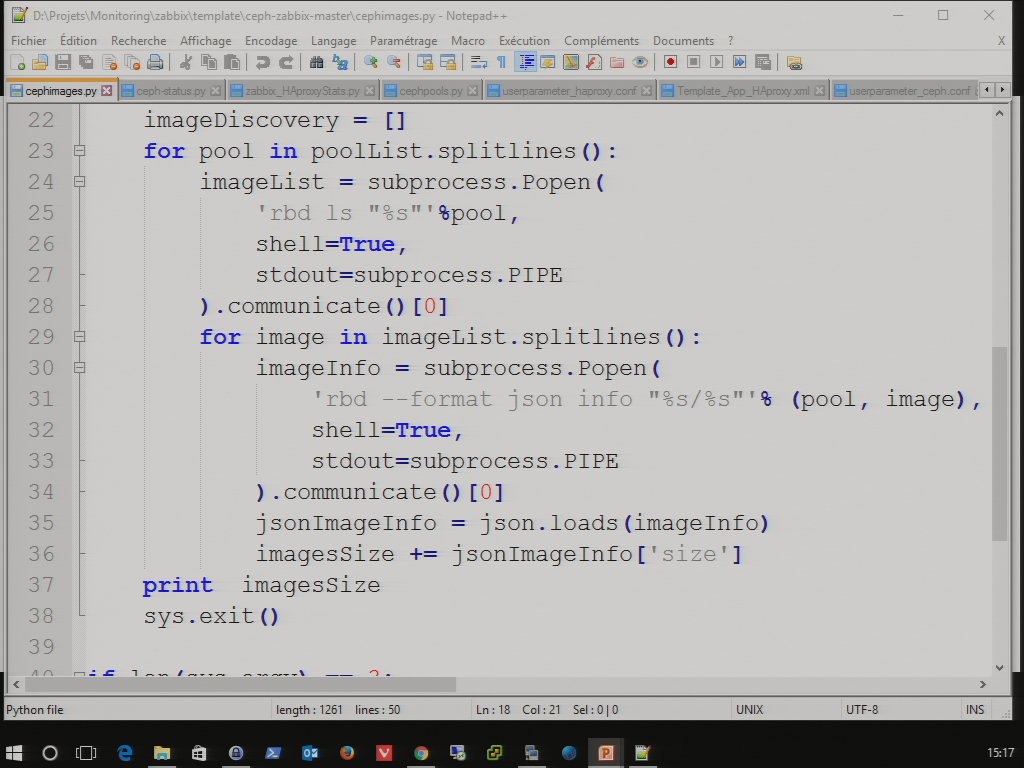 D:\Projets\Monitoring\zabbix\template\ceph-zabbix-master\cephimages.py - Notepad++
Fichier Édition Recherche Affichage Encodage Langage Paramétrage Macro Exécution Compléments Documents ? X
cephimages.py ceph-status.py zabbix_HAproxyStats.py cephpools.py userparameter_haproxy.conf Template_App_HAproxy.xml userparameter_ceph.conf
22 imageDiscovery = []
23 for pool in poolList.splitlines():
24 imageList = subprocess.Popen(
25 'rbd ls "%s"'%pool,
26 shell=True,
27 stdout=subprocess.PIPE
28 ).communicate()[0]
29 for image in imageList.splitlines():
30 imageInfo = subprocess.Popen(
31 'rbd --format json info "%s/%s"'% (pool, image),
32 shell=True,
33 stdout=subprocess.PIPE
34 ).communicate()[0]
35 jsonImageInfo = json.loads(imageInfo)
36 imagesSize += jsonImageInfo['size']
37 print imagesSize
38 sys.exit()
39
40 if len(sys.argv) == 2:
Python file length : 1261 lines : 50 Ln : 18 Col : 21 Sel : 0 | 0 UNIX UTF-8 INS
15:17